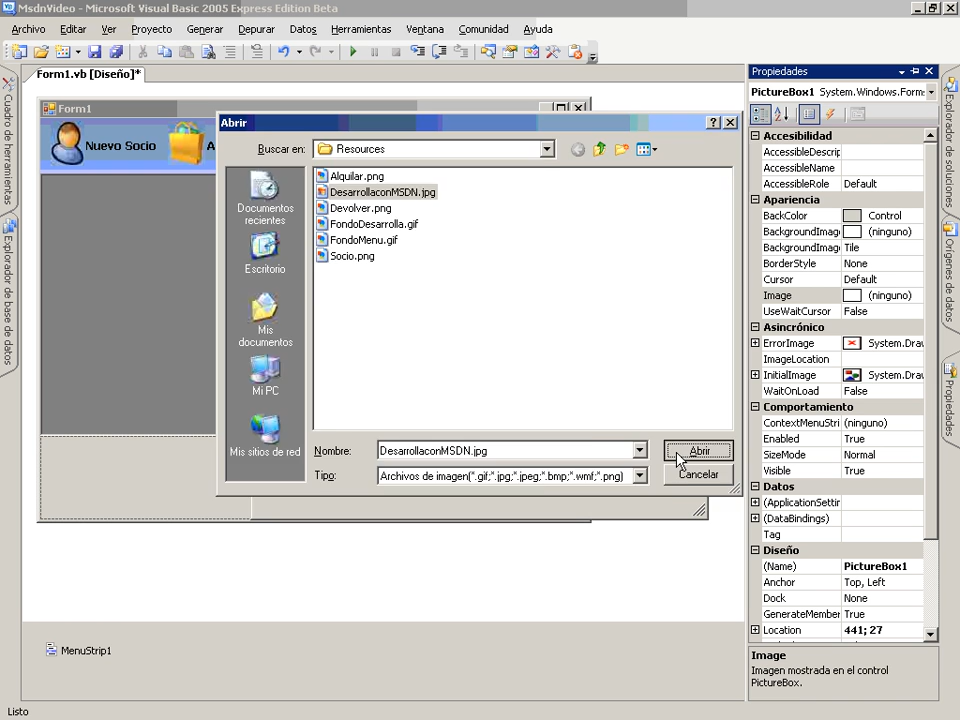 MsdnVideo - Microsoft Visual Basic 2005 Express Edition Beta
Archivo Editar Ver Proyecto Generar Depurar Datos Herramientas Ventana Comunidad Ayuda
Form1.vb [Diseño]*
Cuadro de herramientas
Explorador de base de datos
Form1
Nuevo Socio
A
Abrir
Buscar en: Resources
Documentos recientes
Escritorio
Mis documentos
Mi PC
Mis sitios de red
Alquilar.png
DesarrollaconMSDN.jpg
Devolver.png
FondoDesarrolla.gif
FondoMenu.gif
Socio.png
Nombre: DesarrollaconMSDN.jpg Abrir
Tipo: Archivos de imagen(*.gif;*.jpg;*.jpeg;*.bmp;*.wmf;*.png) Cancelar
MenuStrip1
Propiedades
PictureBox1 System.Windows.Forms
Accesibilidad
AccessibleDescrip
AccessibleName
AccessibleRole Default
Apariencia
BackColor Control
BackgroundImag (ninguno)
BackgroundImag Tile
BorderStyle None
Cursor Default
Image (ninguno)
UseWaitCursor False
Asincrónico
ErrorImage System.Drav
ImageLocation
InitialImage System.Drav
WaitOnLoad False
Comportamiento
ContextMenuStri (ninguno)
Enabled True
SizeMode Normal
Visible True
Datos
(ApplicationSettin
(DataBindings)
Tag
Diseño
(Name) PictureBox1
Anchor Top, Left
Dock None
GenerateMember True
Location 441; 27
Image
Imagen mostrada en el control
PictureBox.
Explorador de soluciones
Orígenes de datos
Propiedades
Listo